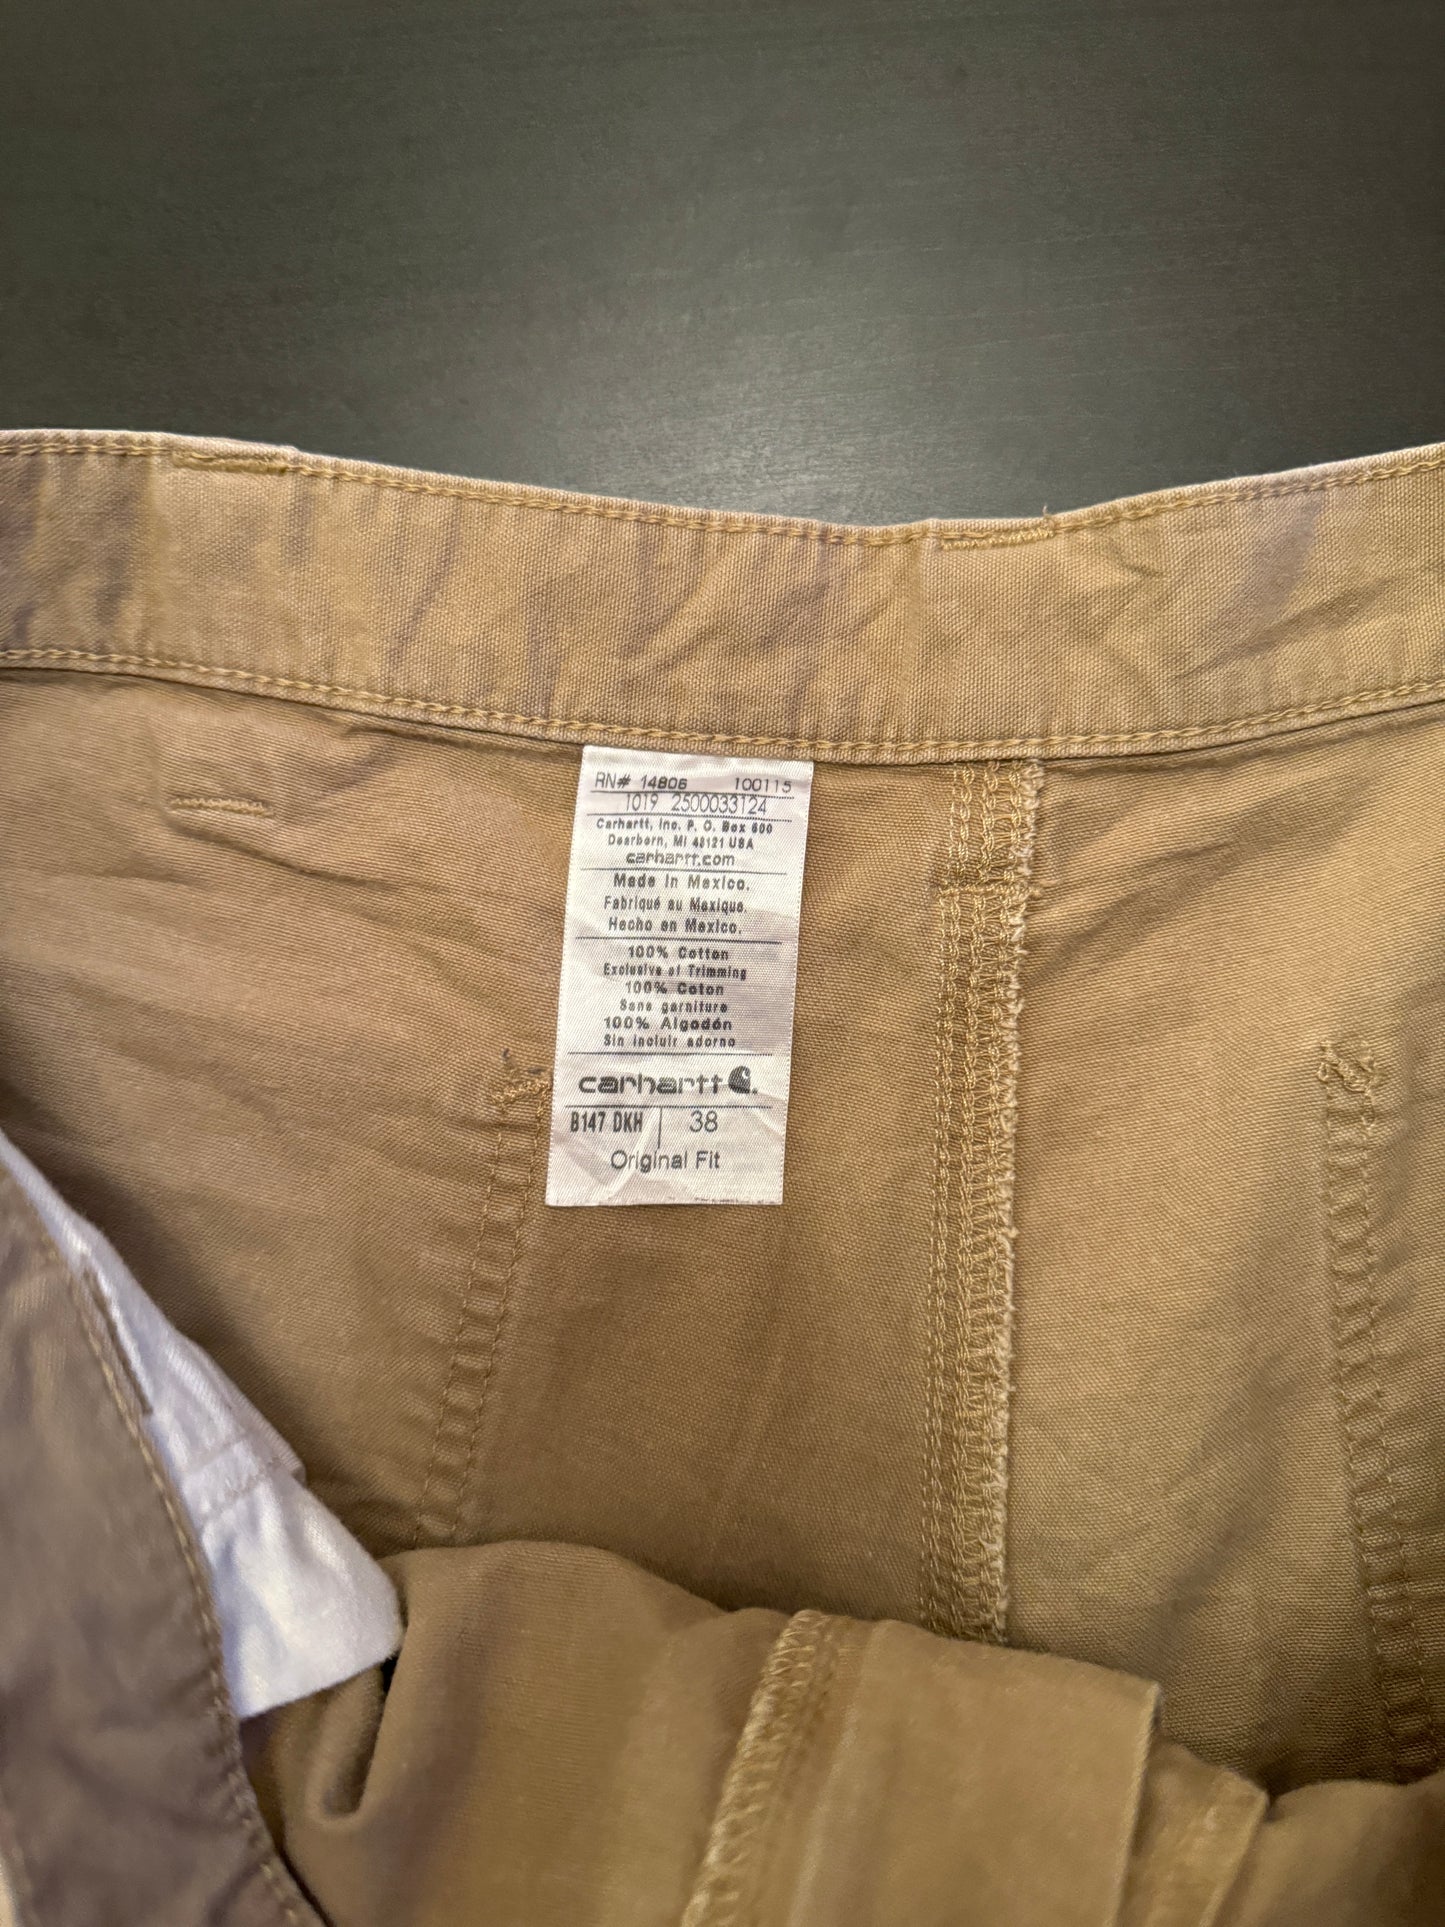 RN# 14806 100115
1019 2500033124
Carhartt, Inc. P. O. Box 600
Dearborn, MI 48121 USA
carhartt.com
Made in Mexico.
Fabriqué au Mexique.
Hecho en Mexico.
100% Cotton
Exclusive of Trimming
100% Coton
Sans garniture
100% Algodón
Sin incluir adorno
carhartt
B147 DKH 38
Original Fit